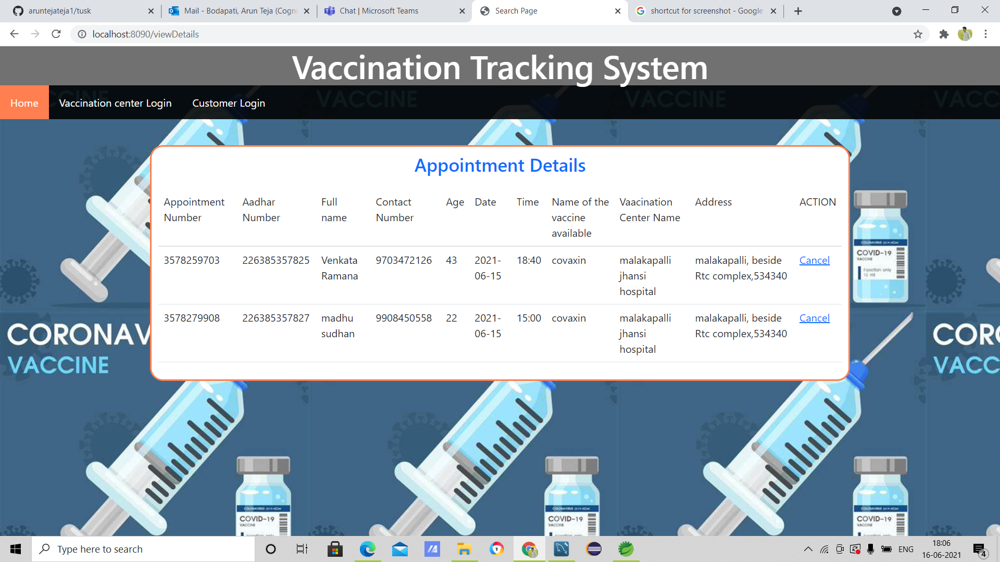 aruntejateja1/tusk
Mail - Bodapati, Arun Teja (Cogni
Chat | Microsoft Teams
Search Page
shortcut for screenshot - Google
localhost:8090/viewDetails
Vaccination Tracking System
Home
Vaccination center Login
Customer Login
VACCINE
VACCINE
Appointment Details
Appointment Number
Aadhar Number
Full name
Contact Number
Age
Date
Time
Name of the vaccine available
Vaacination Center Name
Address
ACTION
3578259703
226385357825
Venkata Ramana
9703472126
43
2021-06-15
18:40
covaxin
malakapalli jhansi hospital
malakapalli, beside Rtc complex,534340
Cancel
3578279908
226385357827
madhu sudhan
9908450558
22
2021-06-15
15:00
covaxin
malakapalli jhansi hospital
malakapalli, beside Rtc complex,534340
Cancel
CORONAV
VACCINE
COR
VACC
COVID-19
VACCINE
Injection only
10 ml
COVID-19
VACCINE
COVID-19
VACCINE
COVID-19
VACCINE
Type here to search
ENG
18:06
16-06-2021
4